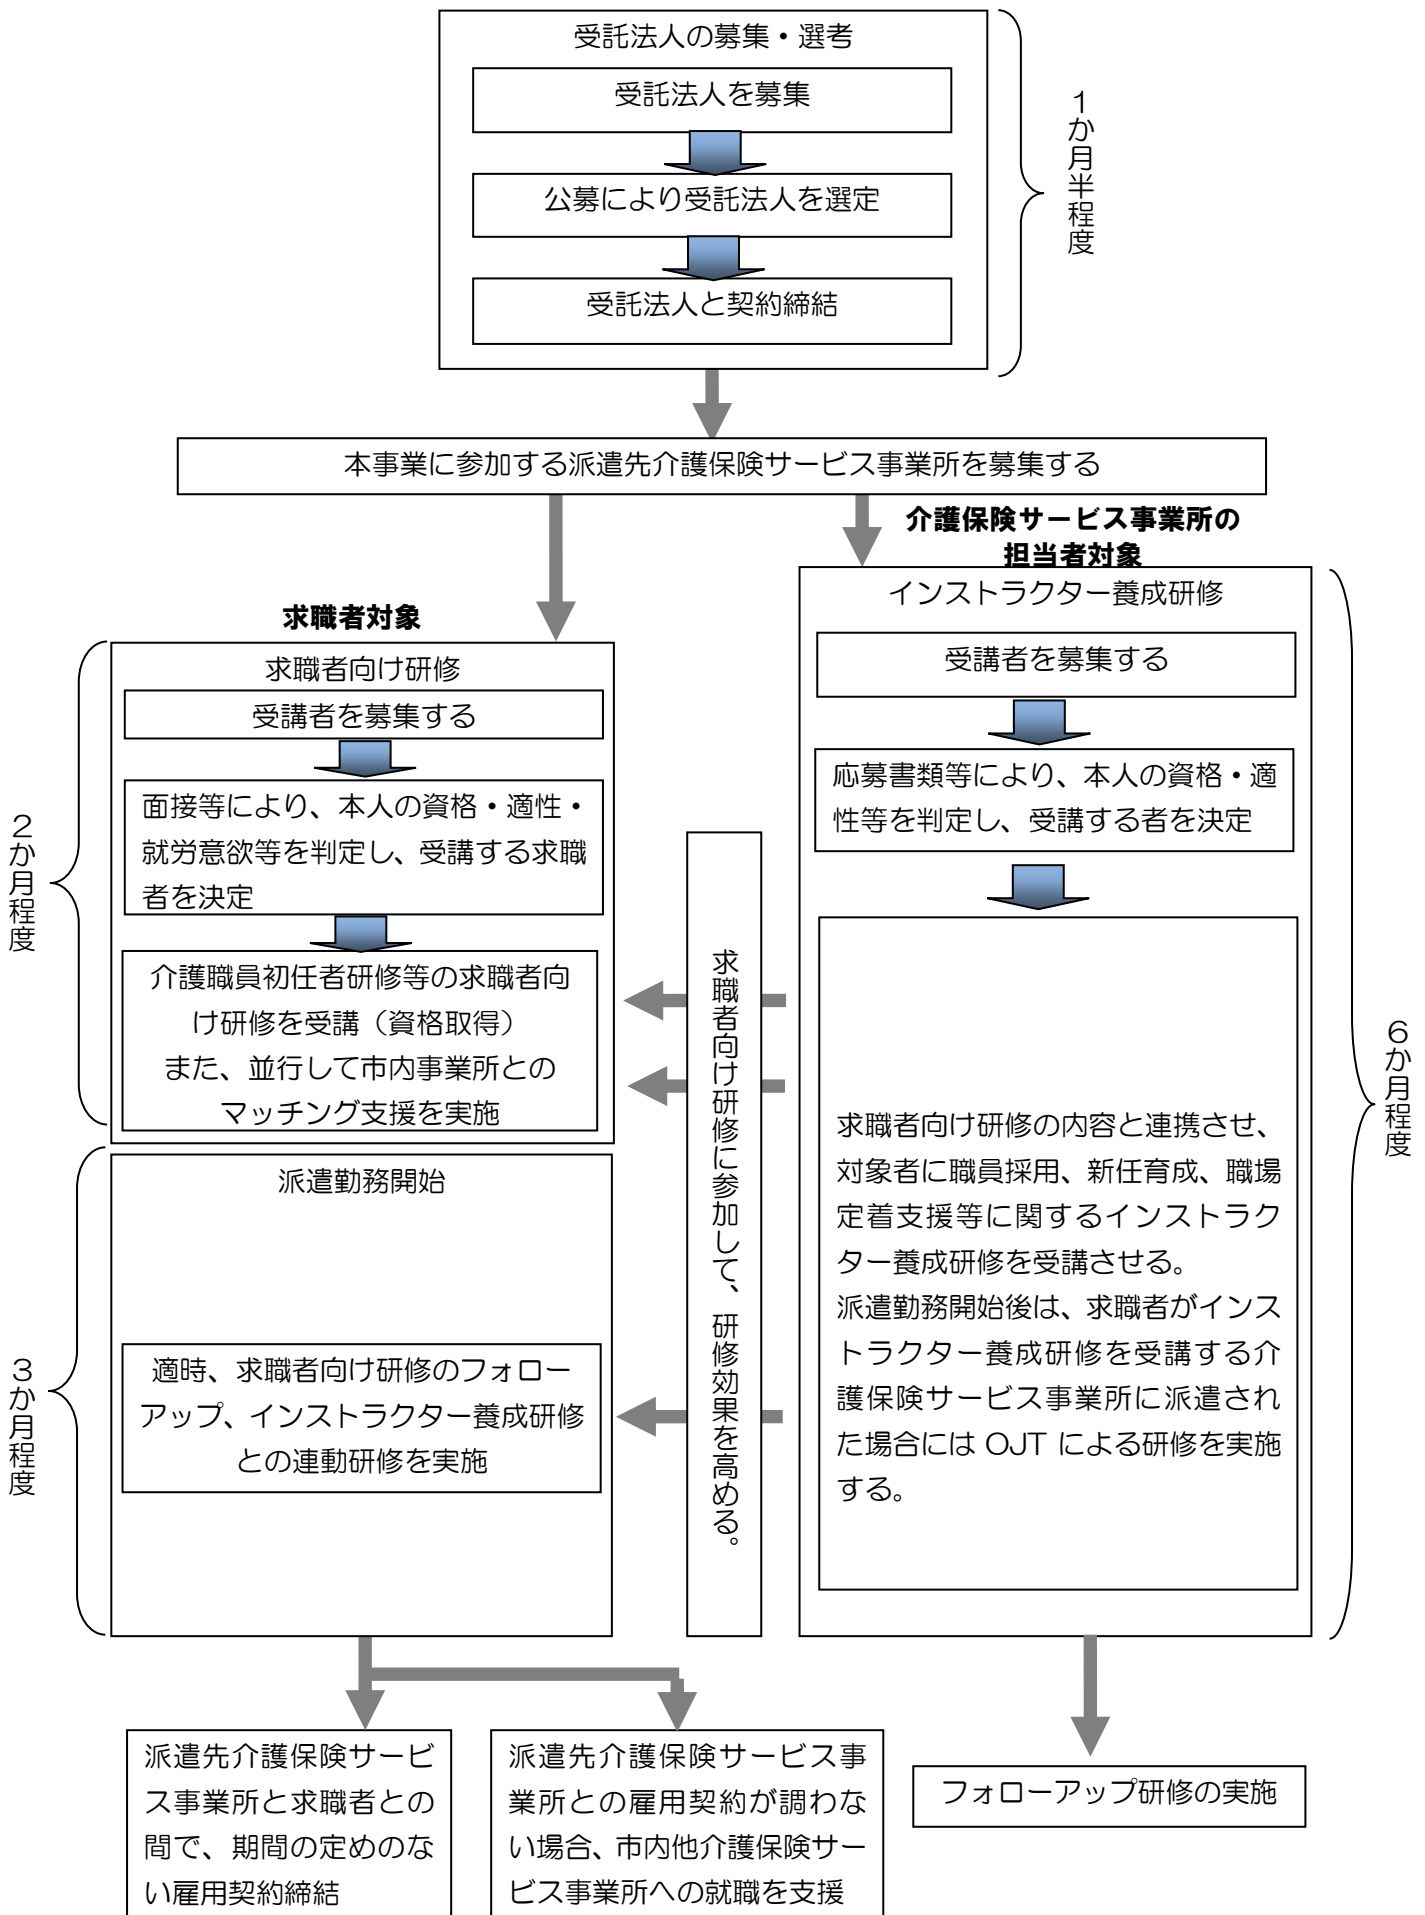 受託法人の募集・選考
受託法人を募集
公募により受託法人を選定
受託法人と契約締結
1か月半程度
本事業に参加する派遣先介護保険サービス事業所を募集する
求職者対象
求職者向け研修
受講者を募集する
面接等により、本人の資格・適性・
就労意欲等を判定し、受講する求職
者を決定
介護職員初任者研修等の求職者向
け研修を受講（資格取得）
また、並行して市内事業所との
マッチング支援を実施
2か月程度
派遣勤務開始
適時、求職者向け研修のフォロー
アップ、インストラクター養成研修
との連動研修を実施
3か月程度
求職者向け研修に参加して、研修効果を高める。
介護保険サービス事業所の
担当者対象
インストラクター養成研修
受講者を募集する
応募書類等により、本人の資格・適
性等を判定し、受講する者を決定
求職者向け研修の内容と連携させ、
対象者に職員採用、新任育成、職場
定着支援等に関するインストラク
ター養成研修を受講させる。
派遣勤務開始後は、求職者がインス
トラクター養成研修を受講する介
護保険サービス事業所に派遣され
た場合には OJT による研修を実施
する。
6か月程度
派遣先介護保険サービ
ス事業所と求職者との
間で、期間の定めのな
い雇用契約締結
派遣先介護保険サービス事
業所との雇用契約が調わな
い場合、市内他介護保険サー
ビス事業所への就職を支援
フォローアップ研修の実施